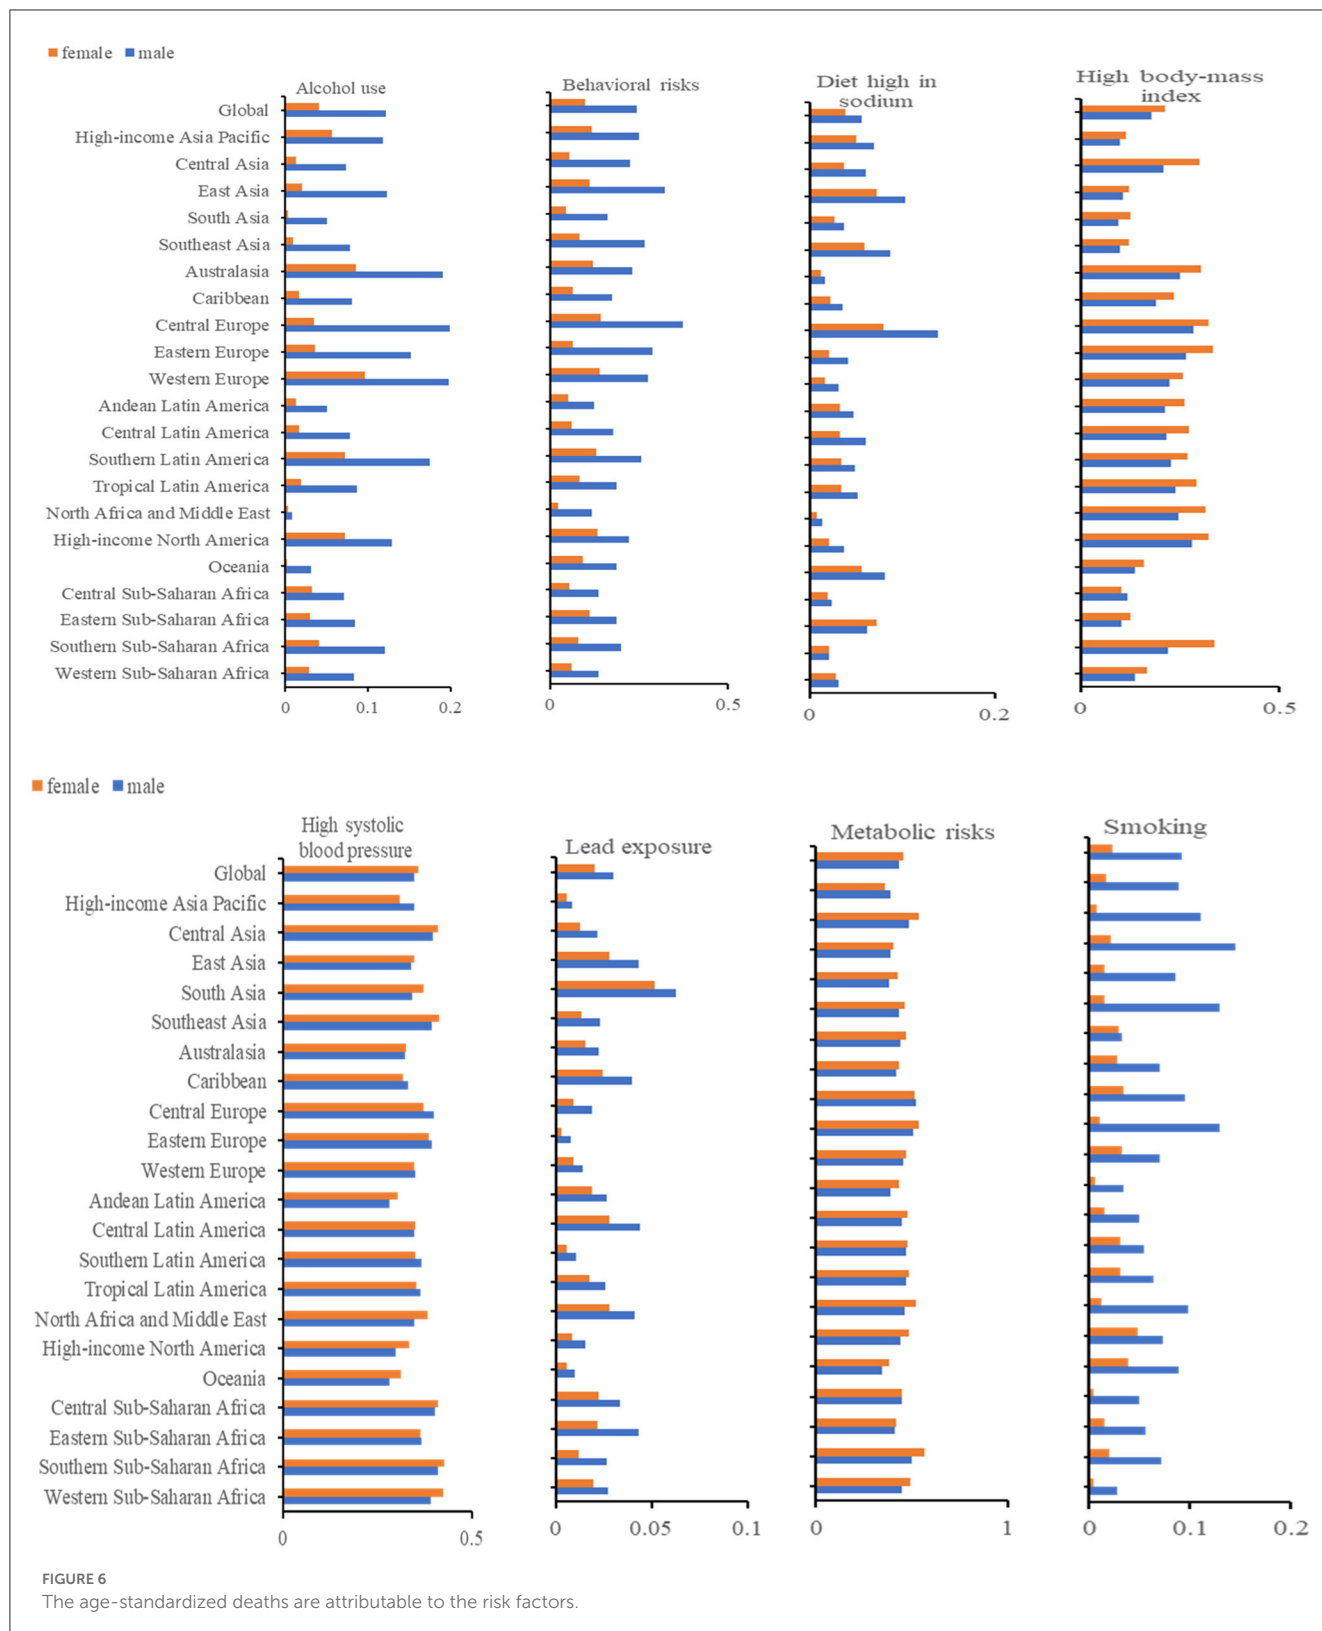 female male
Alcohol use
Behavioral risks
Diet high in
sodium
High body-mass
index
Global
High-income Asia Pacific
Central Asia
East Asia
South Asia
Southeast Asia
Australasia
Caribbean
Central Europe
Eastern Europe
Western Europe
Andean Latin America
Central Latin America
Southern Latin America
Tropical Latin America
North Africa and Middle East
High-income North America
Oceania
Central Sub-Saharan Africa
Eastern Sub-Saharan Africa
Southern Sub-Saharan Africa
Western Sub-Saharan Africa
0 0.1 0.2
0 0.5
0 0.2
0 0.5
female male
High systolic
blood pressure
Lead exposure
Metabolic risks
Smoking
Global
High-income Asia Pacific
Central Asia
East Asia
South Asia
Southeast Asia
Australasia
Caribbean
Central Europe
Eastern Europe
Western Europe
Andean Latin America
Central Latin America
Southern Latin America
Tropical Latin America
North Africa and Middle East
High-income North America
Oceania
Central Sub-Saharan Africa
Eastern Sub-Saharan Africa
Southern Sub-Saharan Africa
Western Sub-Saharan Africa
0 0.5
0 0.05 0.1
0 1
0 0.1 0.2
FIGURE 6
The age-standardized deaths are attributable to the risk factors.